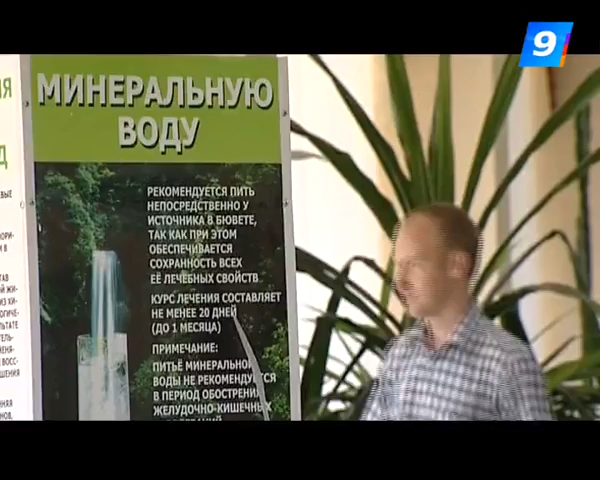 9
МИНЕРАЛЬНУЮ
ВОДУ
РЕКОМЕНДУЕТСЯ ПИТЬ
НЕПОСРЕДСТВЕННО У
ИСТОЧНИКА В БЮВЕТЕ,
ТАК КАК ПРИ ЭТОМ
ОБЕСПЕЧИВАЕТСЯ
СОХРАННОСТЬ ВСЕХ
ЕЁ ЛЕЧЕБНЫХ СВОЙСТВ.
КУРС ЛЕЧЕНИЯ СОСТАВЛЯЕТ
НЕ МЕНЕЕ 20 ДНЕЙ
(ДО 1 МЕСЯЦА)
ПРИМЕЧАНИЕ:
ПИТЬЁ МИНЕРАЛЬНОЙ
ВОДЫ НЕ РЕКОМЕНДУЕТСЯ
В ПЕРИОД ОБОСТРЕНИЯ
ЖЕЛУДОЧНО-КИШЕЧНЫХ